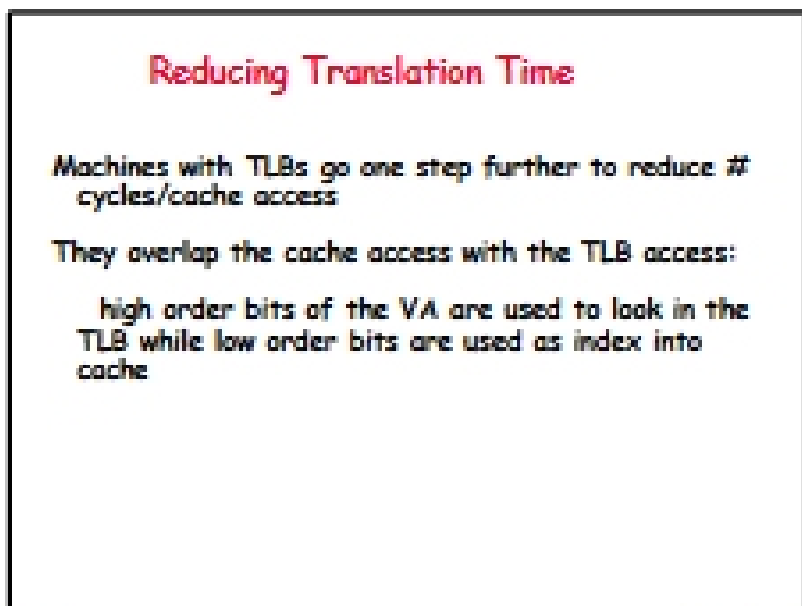 Reducing Translation Time
Machines with TLBs go one step further to reduce #
cycles/cache access
They overlap the cache access with the TLB access:
high order bits of the VA are used to look in the
TLB while low order bits are used as index into
cache